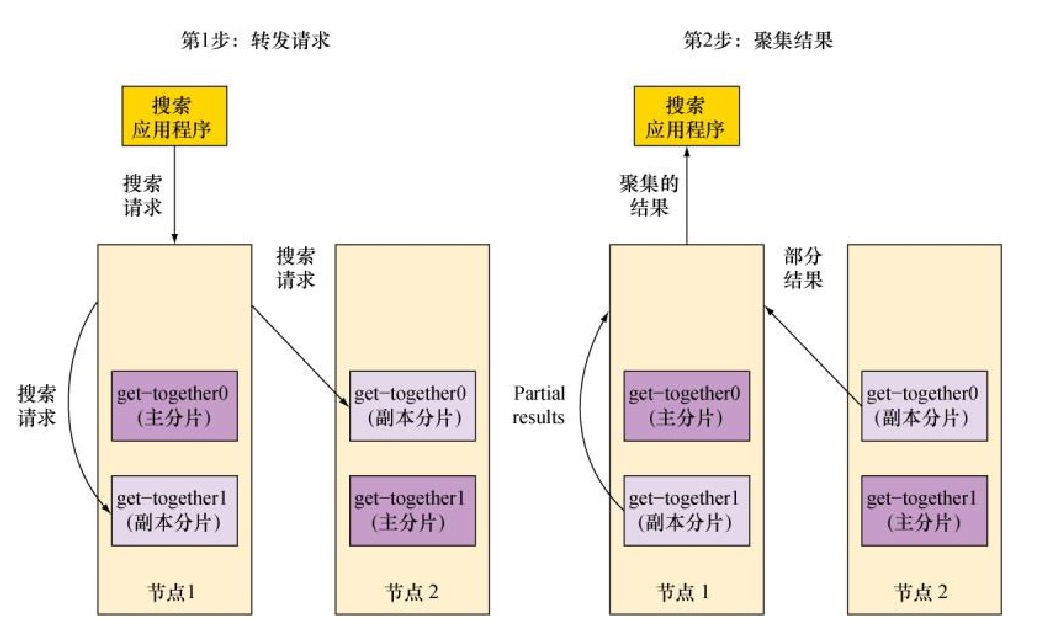 第1步：转发请求
搜索
应用程序
搜索
请求
搜索
请求
搜索
请求
get-together0
(主分片)
get-together1
(副本分片)
节点1
get-together0
(副本分片)
get-together1
(主分片)
节点 2
第2步：聚集结果
搜索
应用程序
聚集的
结果
部分
结果
Partial
results
get-together0
(主分片)
get-together1
(副本分片)
节点 1
get-together0
(副本分片)
get-together1
(主分片)
节点 2